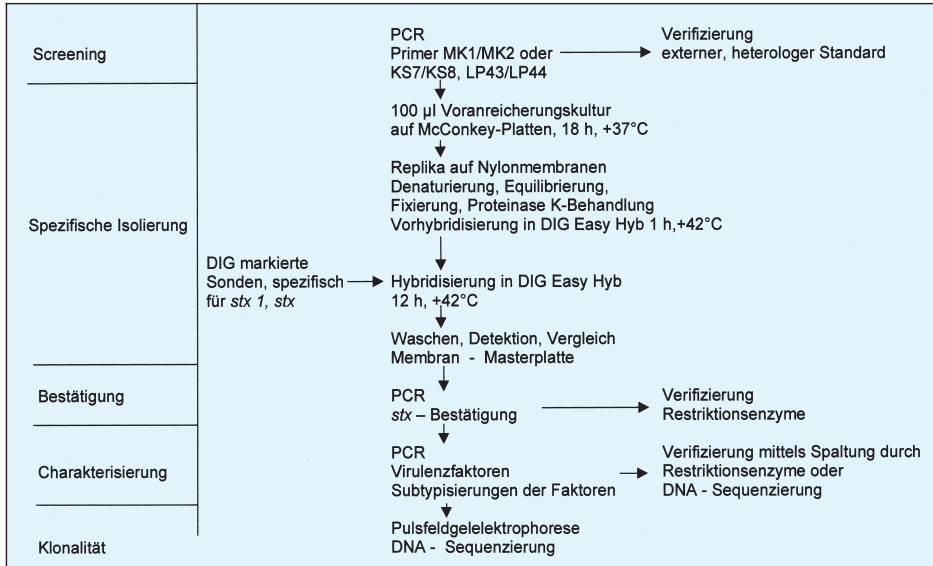 Screening
PCR
Primer MK1/MK2 oder
KS7/KS8, LP43/LP44
Verifizierung
externer, heterologer Standard
Spezifische Isolierung
100 µl Voranreicherungskultur
auf McConkey-Platten, 18 h, +37°C
Replika auf Nylonmembranen
Denaturierung, Equilibrierung,
Fixierung, Proteinase K-Behandlung
Vorhybridisierung in DIG Easy Hyb 1 h,+42°C
DIG markierte
Sonden, spezifisch
für stx 1, stx
Hybridisierung in DIG Easy Hyb
12 h, +42°C
Waschen, Detektion, Vergleich
Membran - Masterplatte
Bestätigung
PCR
stx – Bestätigung
Verifizierung
Restriktionsenzyme
Charakterisierung
PCR
Virulenzfaktoren
Subtypisierungen der Faktoren
Verifizierung mittels Spaltung durch
Restriktionsenzyme oder
DNA - Sequenzierung
Klonalität
Pulsfeldgelelektrophorese
DNA - Sequenzierung